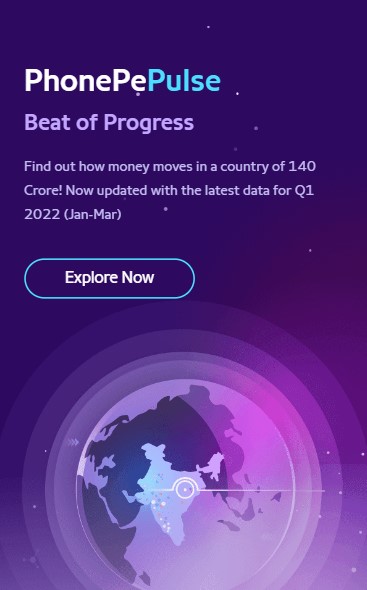 PhonePePulse
Beat of Progress
Find out how money moves in a country of 140
Crore! Now updated with the latest data for Q1
2022 (Jan-Mar)
Explore Now